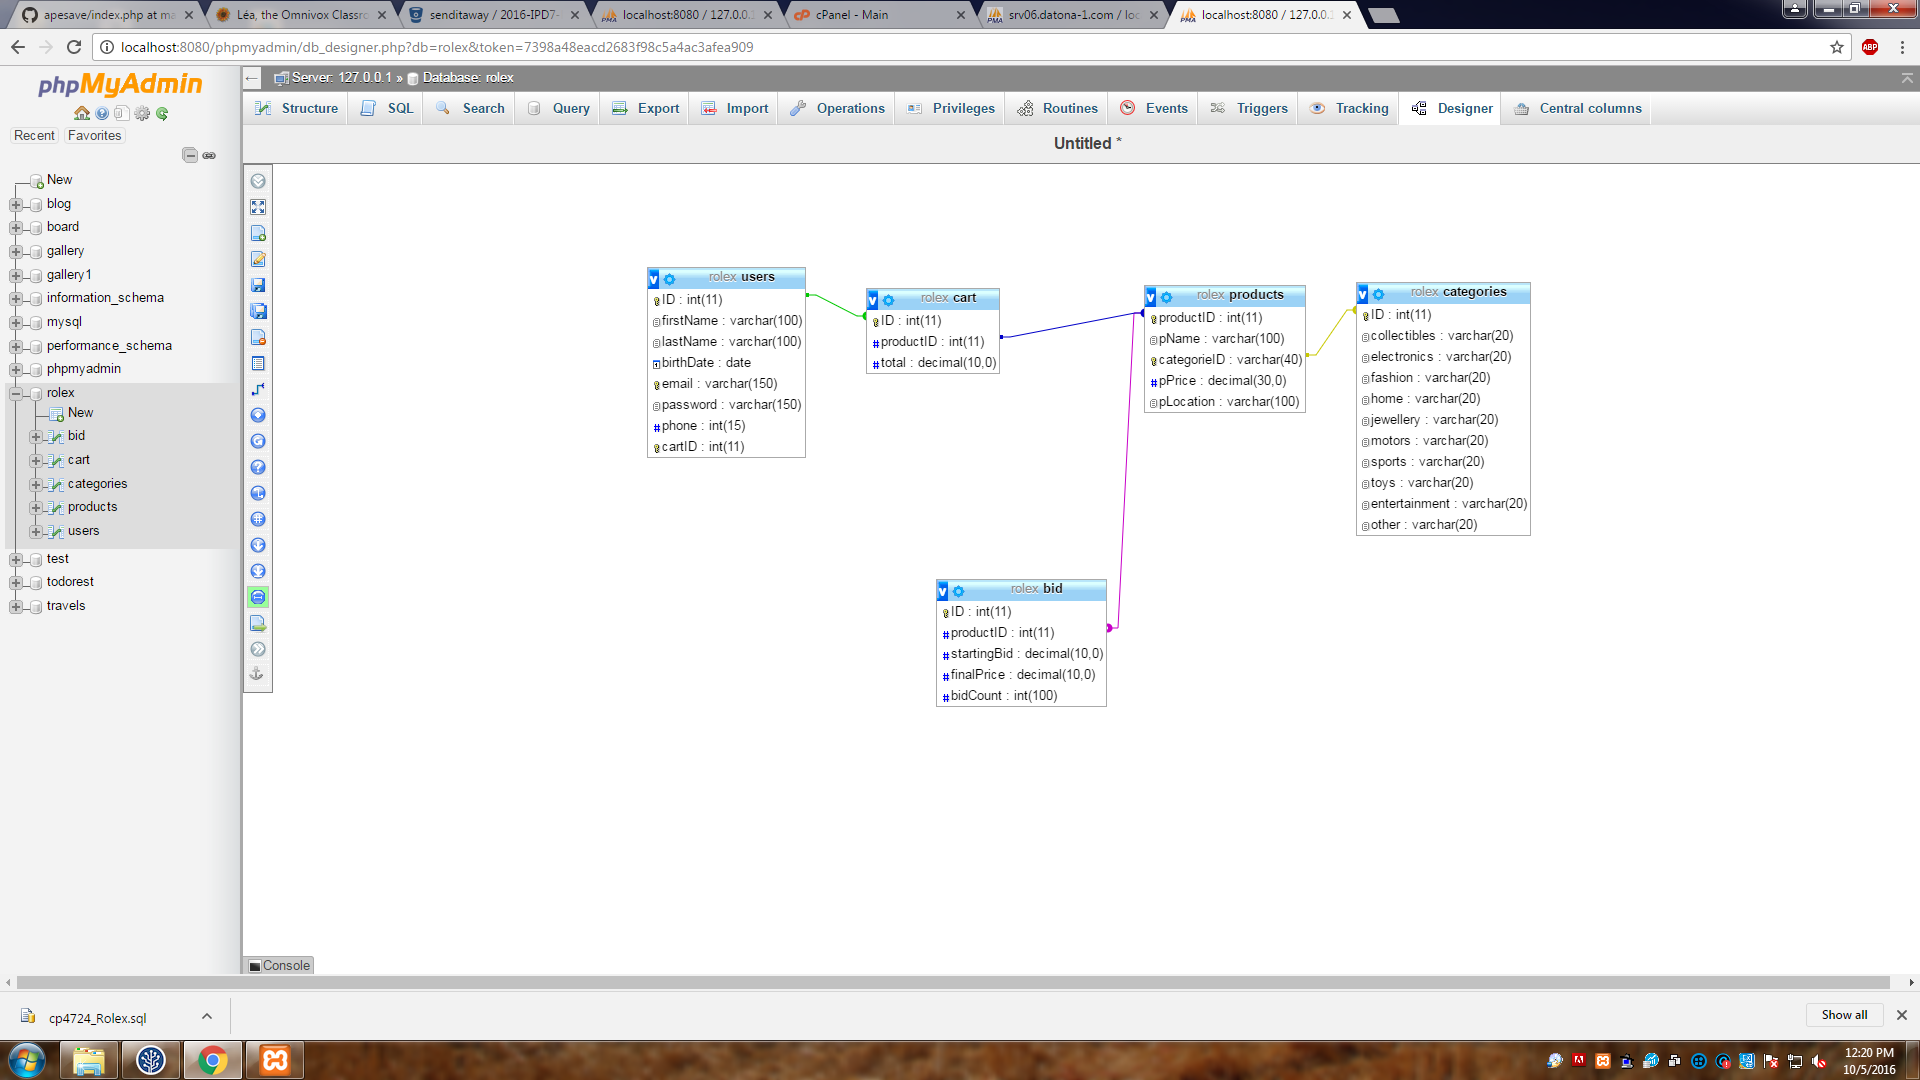 apesave/index.php at ma
Léa, the Omnivox Classro
senditaway / 2016-IPD7-
localhost:8080 / 127.0.0.1
cPanel - Main
srv06.datona-1.com / loc
localhost:8080 / 127.0.0.1
localhost:8080/phpmyadmin/db_designer.php?db=rolex&token=7398a48eacd2683f98c5a4ac3afea909
ABP
phpMyAdmin
Recent
Favorites
New
blog
board
gallery
gallery1
information_schema
mysql
performance_schema
phpmyadmin
rolex
New
bid
cart
categories
products
users
test
todorest
travels
Server: 127.0.0.1 » Database: rolex
Structure
SQL
Search
Query
Export
Import
Operations
Privileges
Routines
Events
Triggers
Tracking
Designer
Central columns
Untitled *
v rolex users
ID : int(11)
firstName : varchar(100)
lastName : varchar(100)
birthDate : date
email : varchar(150)
password : varchar(150)
# phone : int(15)
cartID : int(11)
v rolex cart
ID : int(11)
# productID : int(11)
# total : decimal(10,0)
v rolex products
productID : int(11)
pName : varchar(100)
categorieID : varchar(40)
# pPrice : decimal(30,0)
pLocation : varchar(100)
v rolex categories
ID : int(11)
collectibles : varchar(20)
electronics : varchar(20)
fashion : varchar(20)
home : varchar(20)
jewellery : varchar(20)
motors : varchar(20)
sports : varchar(20)
toys : varchar(20)
entertainment : varchar(20)
other : varchar(20)
v rolex bid
ID : int(11)
# productID : int(11)
# startingBid : decimal(10,0)
# finalPrice : decimal(10,0)
# bidCount : int(100)
Console
cp4724_Rolex.sql
Show all
12:20 PM
10/5/2016